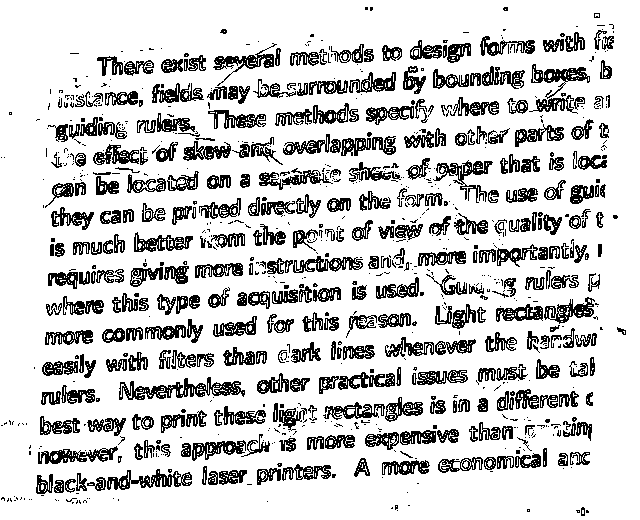 There exist several methods to design forms with fie
instance, fields may be surrounded by bounding boxes, b
guiding rulers. These methods specify where to write a
the effect of skew and overlapping with other parts of t
can be located on a separate sheet of paper that is loca
they can be printed directly on the form. The use of guid
is much better from the point of view of the quality of t
requires giving more instructions and, more importantly, r
where this type of acquisition is used. Guiding rulers p
more commonly used for this reason. Light rectangles
easily with filters than dark lines whenever the handwr
rulers. Nevertheless, other practical issues must be tak
best way to print these light rectangles is in a different c
however, this approach is more expensive than printing
black-and-white laser printers. A more economical and